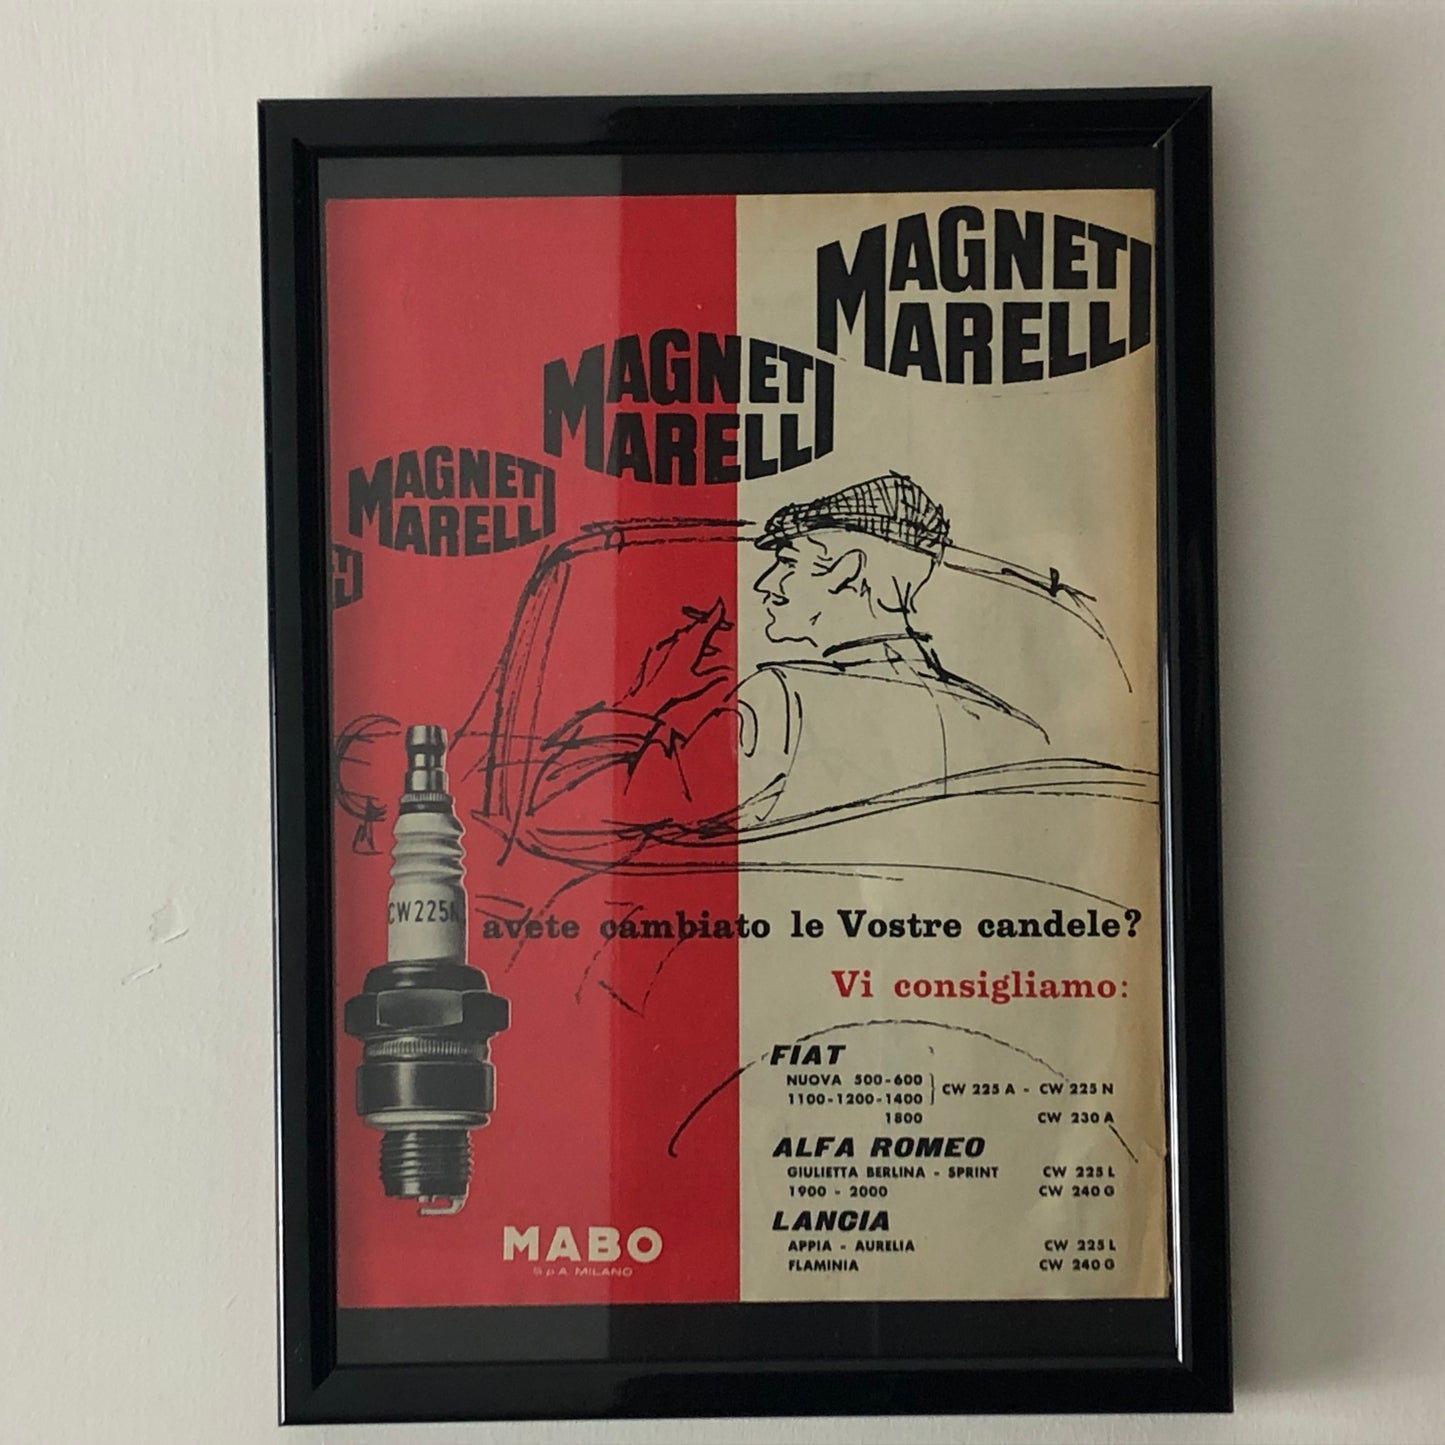 MAGNETI
MARELLI
MAGNETI
MARELLI
MAGNETI
MARELLI
CW225N
avete cambiato le Vostre candele?
Vi consigliamo:
FIAT
NUOVA 500-600
1100-1200-1400
CW 225 A - CW 225 N
1800 CW 230 A
ALFA ROMEO
GIULIETTA BERLINA - SPRINT CW 225 L
1900 - 2000 CW 240 G
LANCIA
APPIA - AURELIA CW 225 L
FLAMINIA CW 240 G
MABO
S.p.A. MILANO